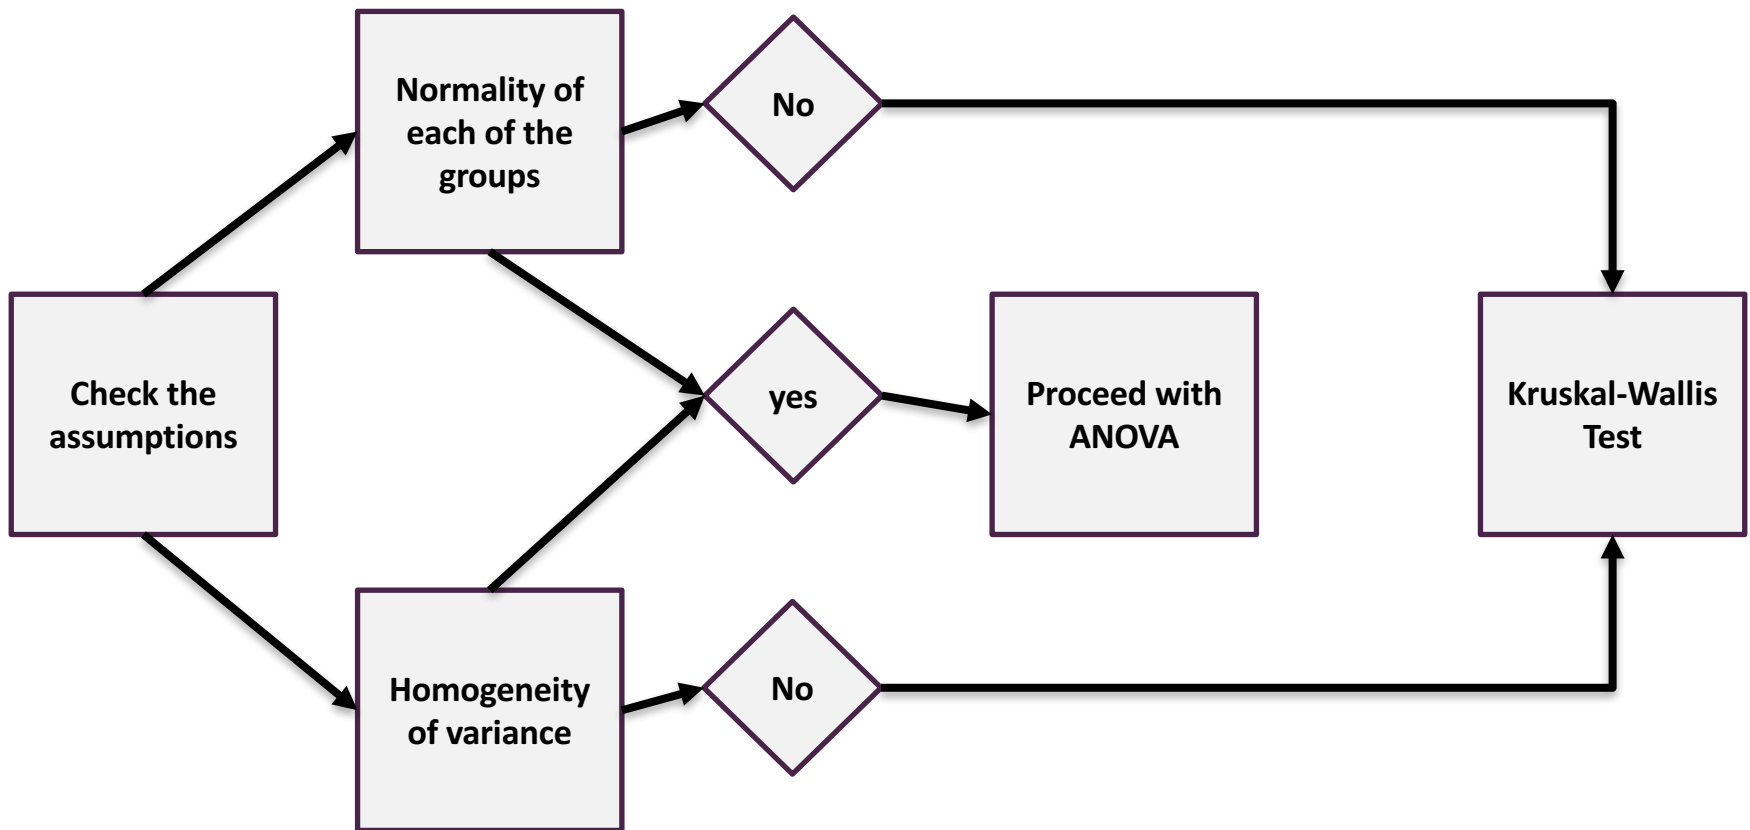 Check the
assumptions
Normality of
each of the
groups
No
yes
Proceed with
ANOVA
Kruskal-Wallis
Test
Homogeneity
of variance
No